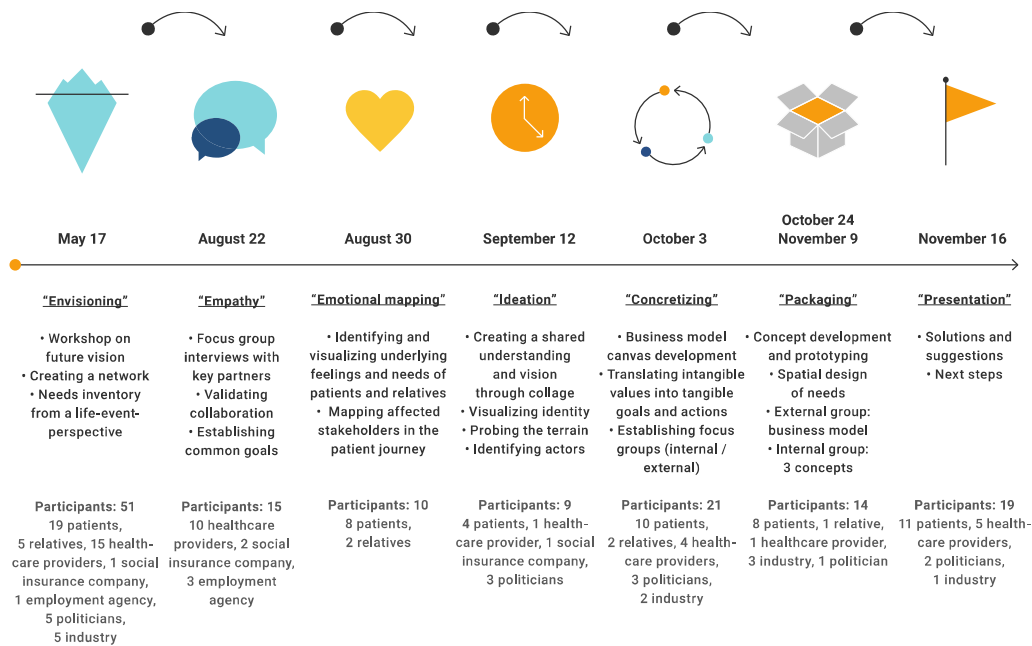 May 17
August 22
August 30
September 12
October 3
October 24
November 9
November 16
“Envisioning”
• Workshop on
future vision
• Creating a network
• Needs inventory
from a life-event-
perspective
Participants: 51
19 patients,
5 relatives, 15 health-
care providers, 1 social
insurance company,
1 employment agency,
5 politicians,
5 industry
“Empathy”
• Focus group
interviews with
key partners
• Validating
collaboration
• Establishing
common goals
Participants: 15
10 healthcare
providers, 2 social
insurance company,
3 employment
agency
“Emotional mapping”
• Identifying and
visualizing underlying
feelings and needs of
patients and relatives
• Mapping affected
stakeholders in the
patient journey
Participants: 10
8 patients,
2 relatives
“Ideation”
• Creating a shared
understanding
and vision
through collage
• Visualizing identity
• Probing the terrain
• Identifying actors
Participants: 9
4 patients, 1 health-
care provider, 1 social
insurance company,
3 politicians
“Concretizing”
• Business model
canvas development
• Translating intangible
values into tangible
goals and actions
• Establishing focus
groups (internal /
external)
Participants: 21
10 patients,
2 relatives, 4 health-
care providers,
3 politicians,
2 industry
“Packaging”
• Concept development
and prototyping
• Spatial design
of needs
• External group:
business model
• Internal group:
3 concepts
Participants: 14
8 patients, 1 relative,
1 healthcare provider,
3 industry, 1 politician
“Presentation”
• Solutions and
suggestions
• Next steps
Participants: 19
11 patients, 5 health-
care providers,
2 politicians,
1 industry